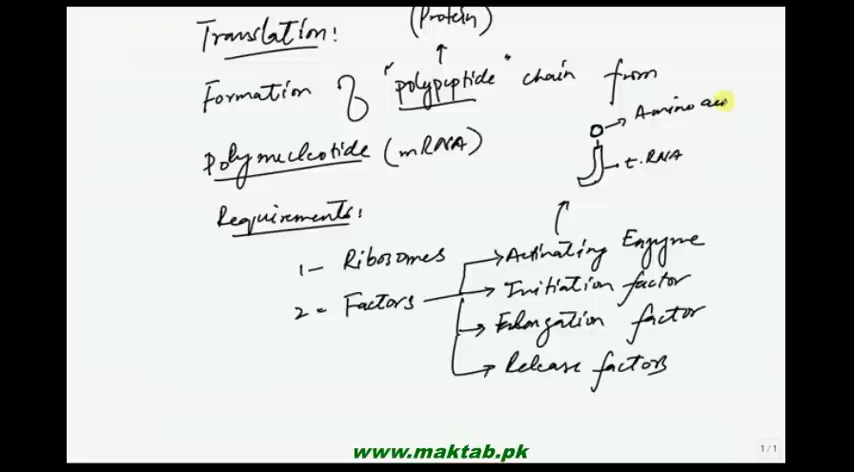 (Protein)
Translation:
Formation of "polypeptide" chain from
Amino ac
Polynucleotide (mRNA)
t.RNA
Requirements:
1- Ribosomes
Activating Enzyme
2- Factors
Initiation factor
Elongation factor
Release factors
www.maktab.pk
1/1